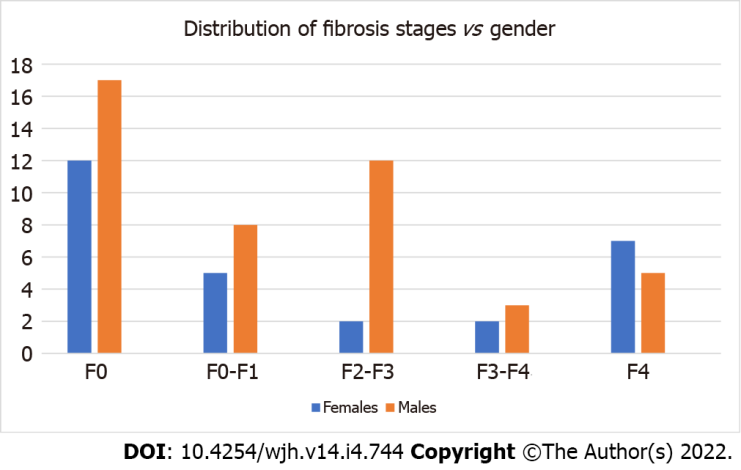 Distribution of fibrosis stages vs gender
18
16
14
12
10
8
6
4
2
0
F0 F0-F1 F2-F3 F3-F4 F4
Females Males
DOI: 10.4254/wjh.v14.i4.744 Copyright ©The Author(s) 2022.